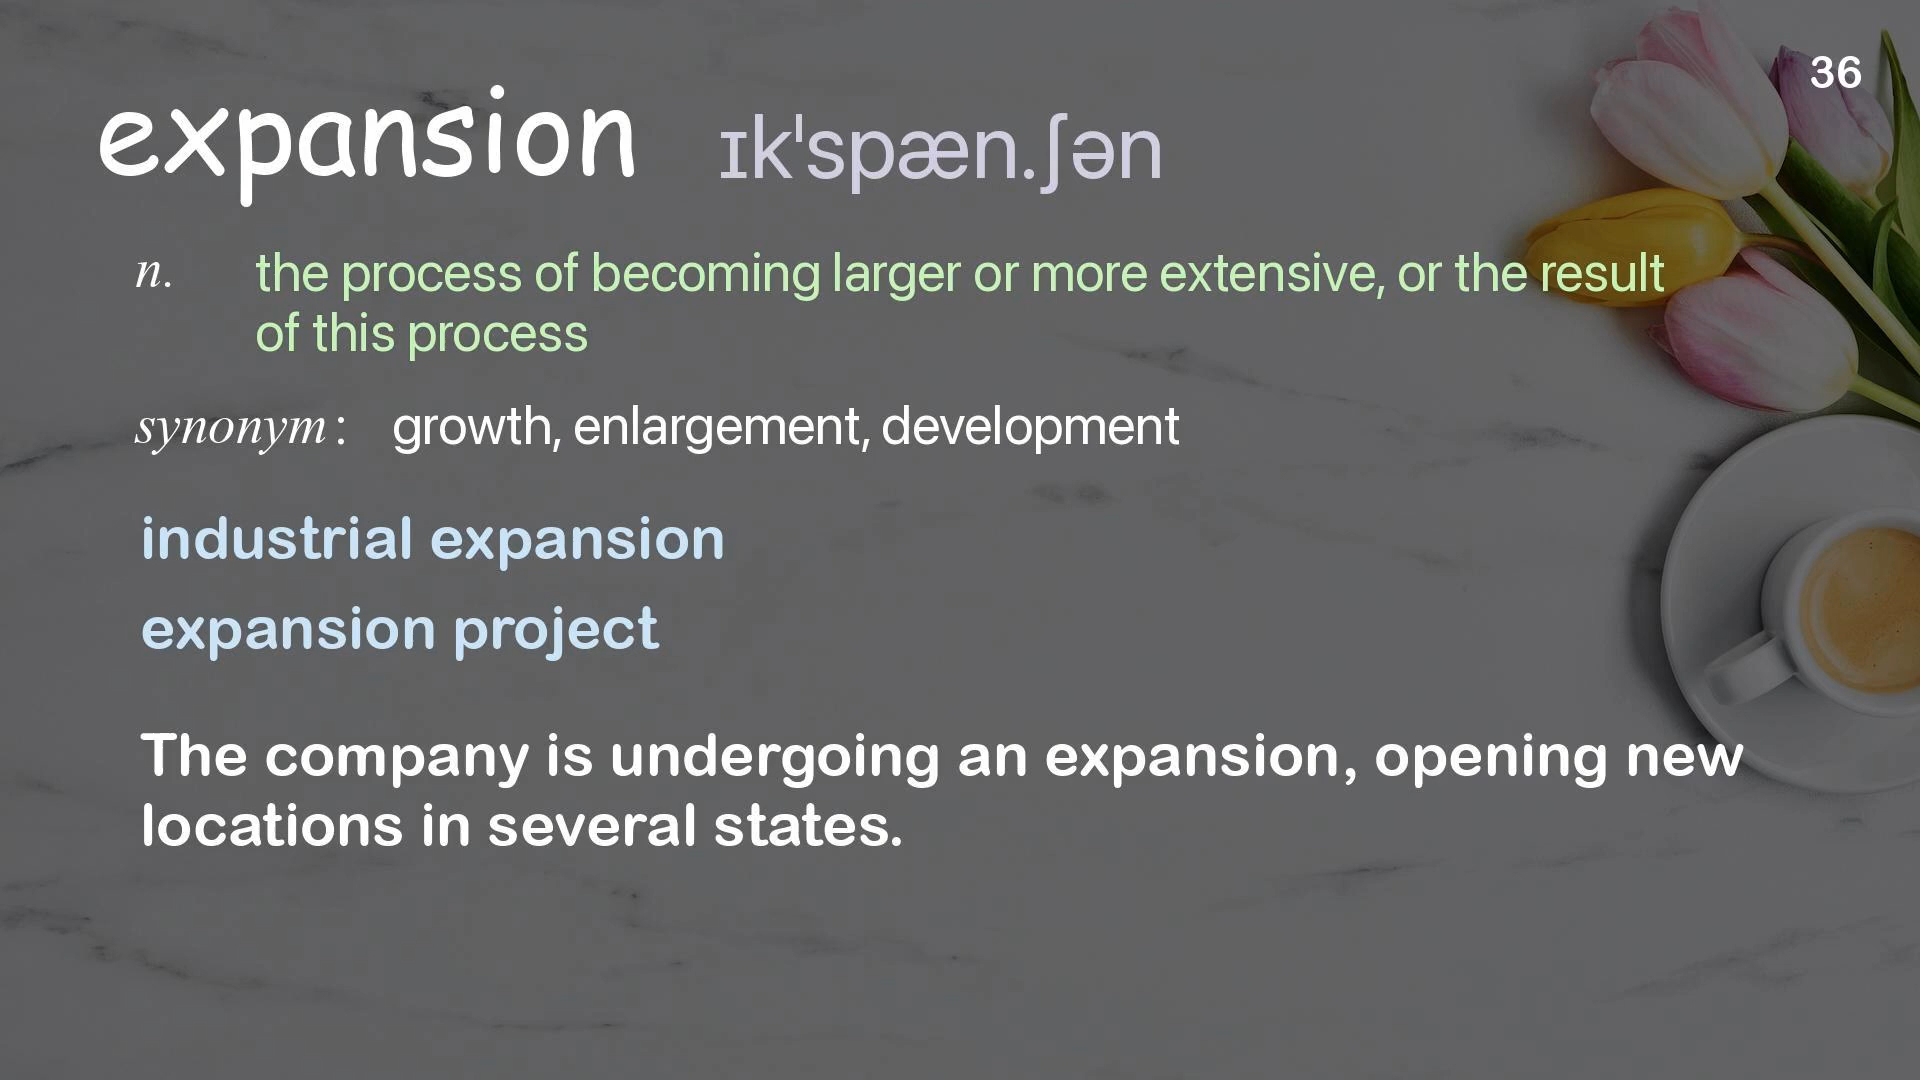 36
expansion ɪkˈspæn.ʃən
n. the process of becoming larger or more extensive, or the result
of this process
synonym: growth, enlargement, development
industrial expansion
expansion project
The company is undergoing an expansion, opening new
locations in several states.